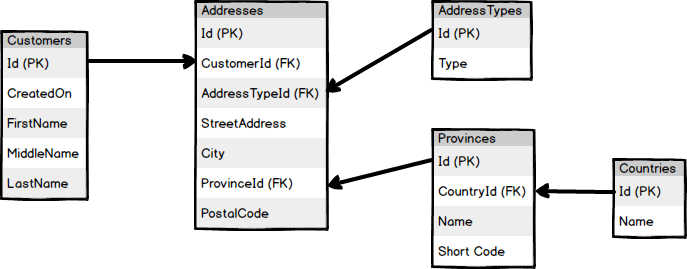 Customers
Id (PK)
CreatedOn
FirstName
MiddleName
LastName
Addresses
Id (PK)
CustomerId (FK)
AddressTypeId (FK)
StreetAddress
City
ProvinceId (FK)
PostalCode
AddressTypes
Id (PK)
Type
Provinces
Id (PK)
CountryId (FK)
Name
Short Code
Countries
Id (PK)
Name